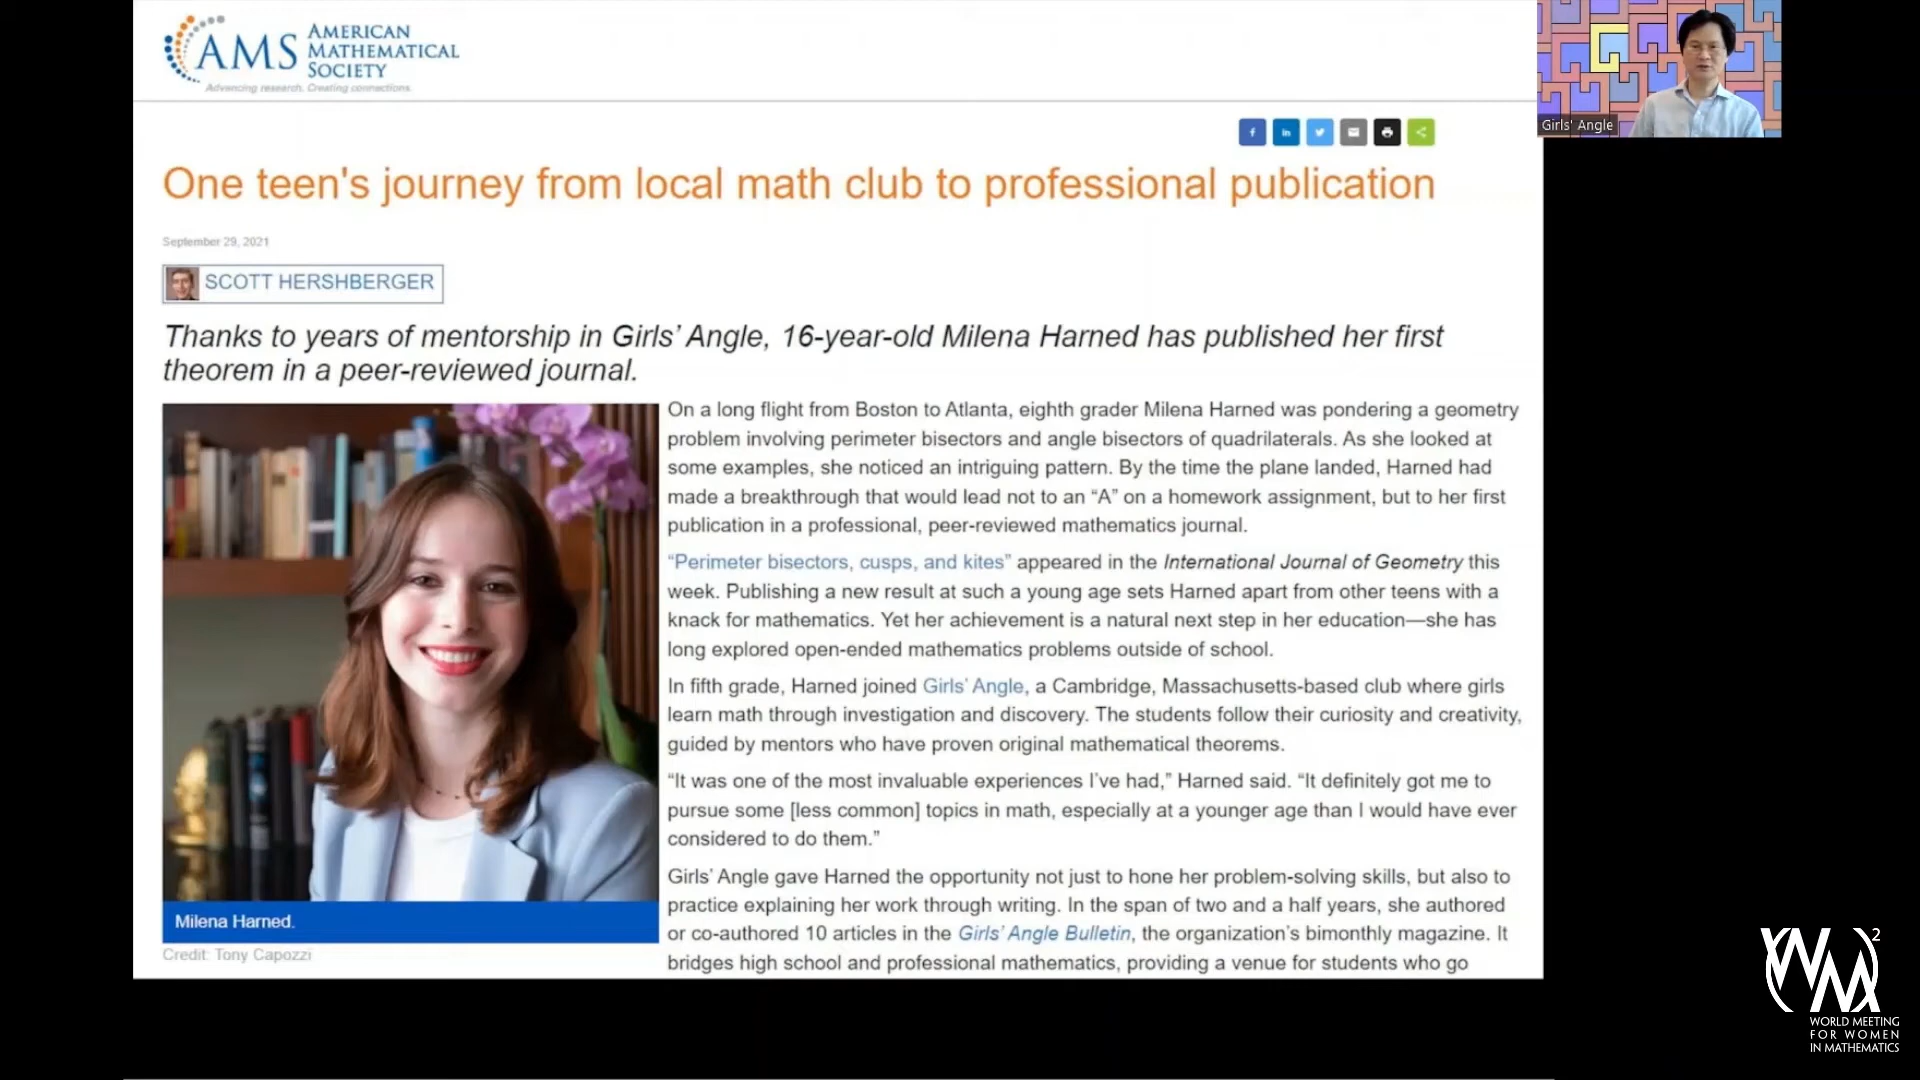 AMS AMERICAN
MATHEMATICAL
SOCIETY
Advancing research. Creating connections.
Girls' Angle
One teen's journey from local math club to professional publication
September 29, 2021
SCOTT HERSHBERGER
Thanks to years of mentorship in Girls’ Angle, 16-year-old Milena Harned has published her first
theorem in a peer-reviewed journal.
On a long flight from Boston to Atlanta, eighth grader Milena Harned was pondering a geometry
problem involving perimeter bisectors and angle bisectors of quadrilaterals. As she looked at
some examples, she noticed an intriguing pattern. By the time the plane landed, Harned had
made a breakthrough that would lead not to an “A” on a homework assignment, but to her first
publication in a professional, peer-reviewed mathematics journal.
“Perimeter bisectors, cusps, and kites” appeared in the International Journal of Geometry this
week. Publishing a new result at such a young age sets Harned apart from other teens with a
knack for mathematics. Yet her achievement is a natural next step in her education—she has
long explored open-ended mathematics problems outside of school.
In fifth grade, Harned joined Girls’ Angle, a Cambridge, Massachusetts-based club where girls
learn math through investigation and discovery. The students follow their curiosity and creativity,
guided by mentors who have proven original mathematical theorems.
“It was one of the most invaluable experiences I’ve had,” Harned said. “It definitely got me to
pursue some [less common] topics in math, especially at a younger age than I would have ever
considered to do them.”
Girls’ Angle gave Harned the opportunity not just to hone her problem-solving skills, but also to
practice explaining her work through writing. In the span of two and a half years, she authored
or co-authored 10 articles in the Girls’ Angle Bulletin, the organization’s bimonthly magazine. It
bridges high school and professional mathematics, providing a venue for students who go
Milena Harned.
Credit: Tony Capozzi
WM²
WORLD MEETING
FOR WOMEN
IN MATHEMATICS